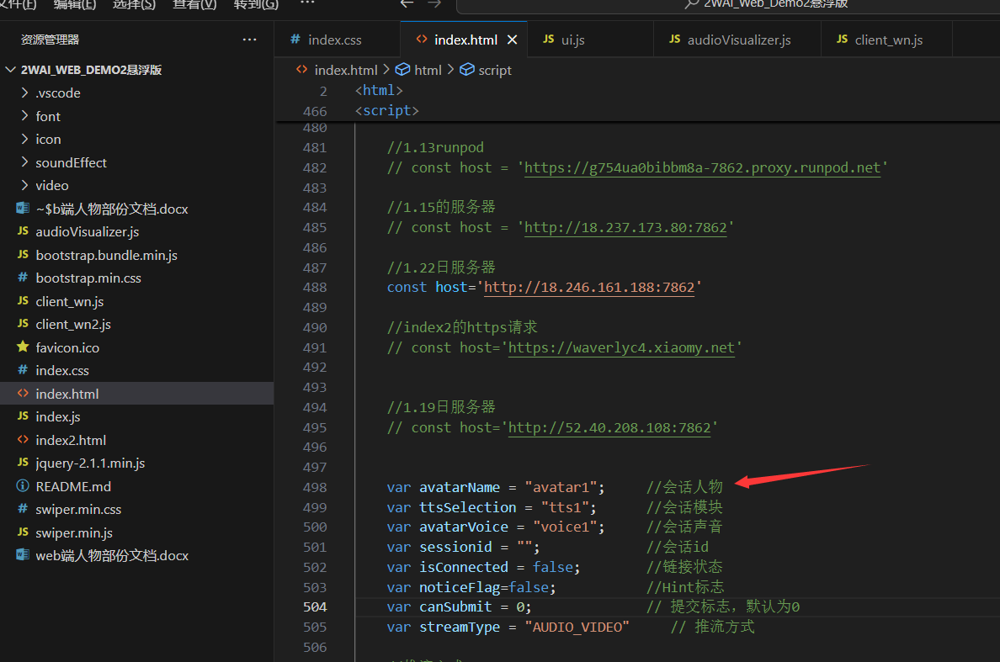 文件(F) 编辑(E) 选择(S) 查看(V) 转到(G) ··· 2WAI_Web_Demo2悬浮版
资源管理器 ···
2WAI_WEB_DEMO2悬浮版
.vscode
font
icon
soundEffect
video
~$b端人物部份文档.docx
audioVisualizer.js
bootstrap.bundle.min.js
bootstrap.min.css
client_wn.js
client_wn2.js
favicon.ico
index.css
index.html
index.js
index2.html
jquery-2.1.1.min.js
README.md
swiper.min.css
swiper.min.js
web端人物部份文档.docx
index.css index.html JS ui.js JS audioVisualizer.js JS client_wn.js
index.html > html > script
2 <html>
466 <script>
480
481 //1.13runpod
482 // const host = 'https://g754ua0bibbm8a-7862.proxy.runpod.net'
483
484 //1.15的服务器
485 // const host = 'http://18.237.173.80:7862'
486
487 //1.22日服务器
488 const host='http://18.246.161.188:7862'
489
490 //index2的https请求
491 // const host='https://waverlyc4.xiaomy.net'
492
493
494 //1.19日服务器
495 // const host='http://52.40.208.108:7862'
496
497
498 var avatarName = "avatar1"; //会话人物
499 var ttsSelection = "tts1"; //会话模块
500 var avatarVoice = "voice1"; //会话声音
501 var sessionid = ""; //会话id
502 var isConnected = false; //链接状态
503 var noticeFlag=false; //Hint标志
504 var canSubmit = 0; // 提交标志，默认为0
505 var streamType = "AUDIO_VIDEO" // 推流方式
506